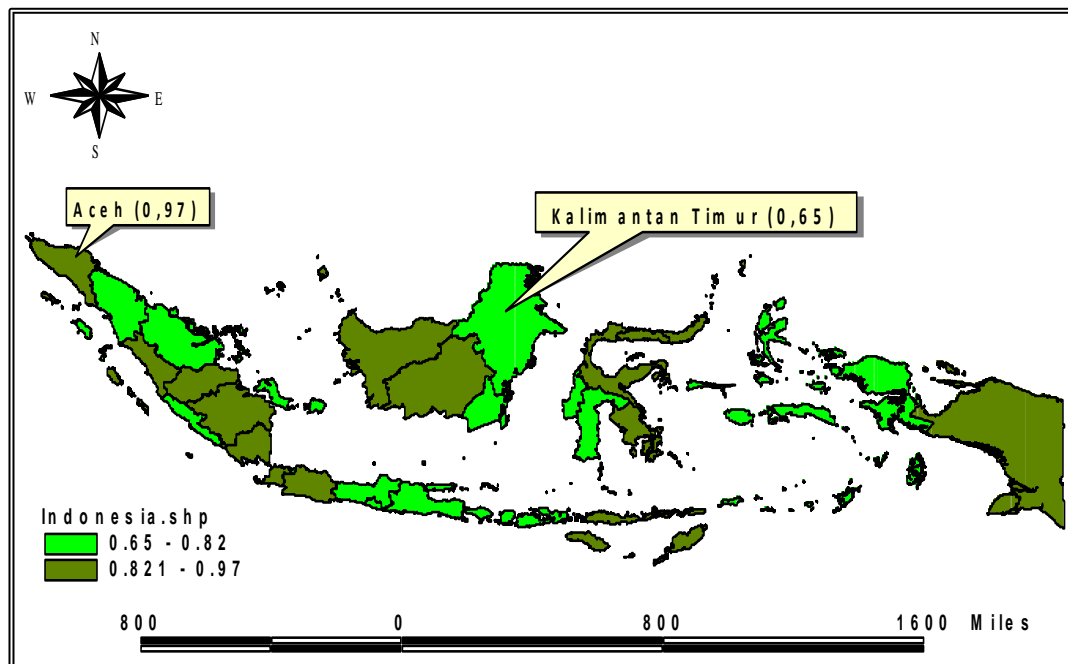 N
W E
S
Aceh (0,97)
Kalimantan Timur (0,65)
Indonesia.shp
0.65 - 0.82
0.821 - 0.97
800 0 800 1600 Miles